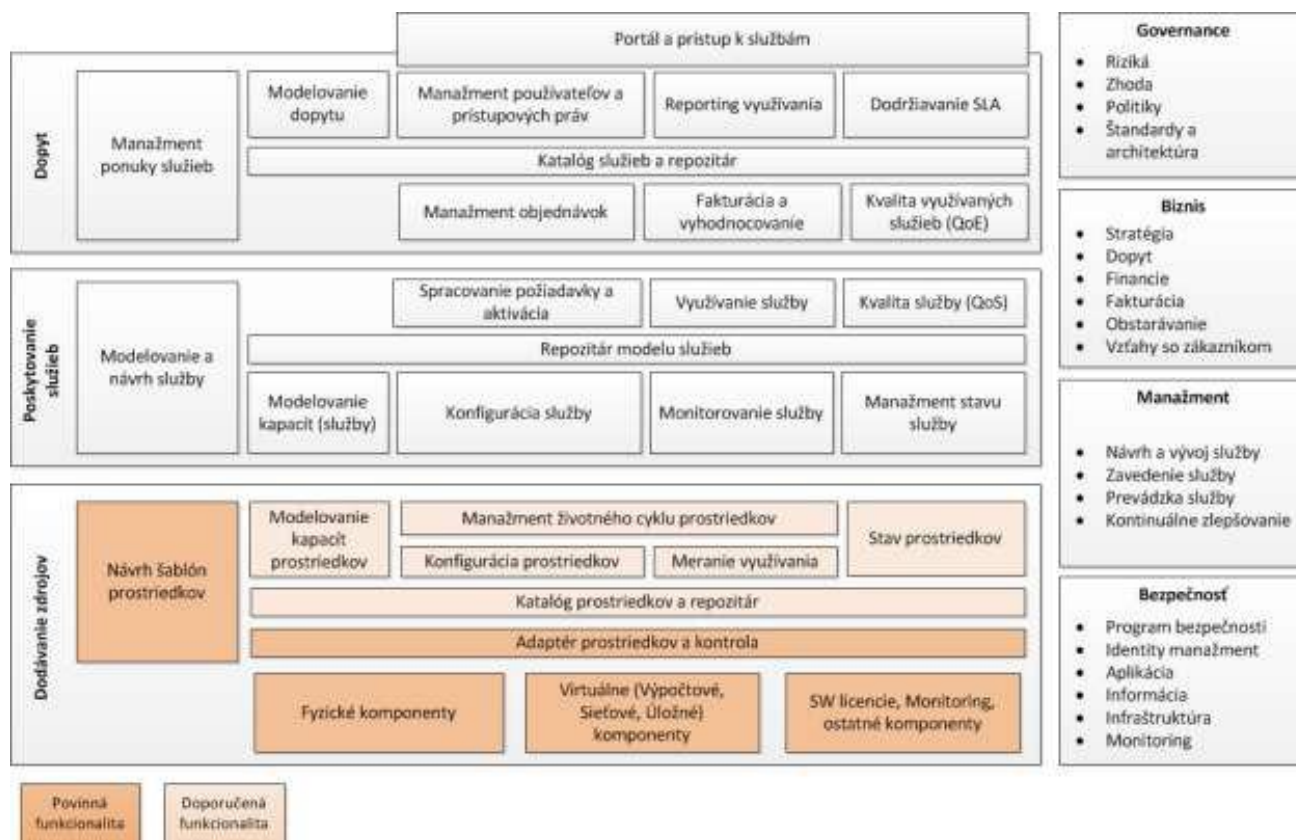 Portál a prístup k službám
Dopyt
Manažment
ponuky služieb
Modelovanie
dopytu
Manažment používateľov a
prístupových práv
Reporting využívania
Dodržiavanie SLA
Katalóg služieb a repozitár
Manažment objednávok
Fakturácia a
vyhodnocovanie
Kvalita využívaných
služieb (QoE)
Poskytovanie
služieb
Modelovanie a
návrh služby
Spracovanie požiadavky a
aktivácia
Využívanie služby
Kvalita služby (QoS)
Repozitár modelu služieb
Modelovanie
kapacít (služby)
Konfigurácia služby
Monitorovanie služby
Manažment stavu
služby
Dodávanie zdrojov
Návrh šablón
prostriedkov
Modelovanie
kapacít
prostriedkov
Manažment životného cyklu prostriedkov
Konfigurácia prostriedkov
Meranie využívania
Stav prostriedkov
Katalóg prostriedkov a repozitár
Adaptér prostriedkov a kontrola
Fyzické komponenty
Virtuálne (Výpočtové,
Sieťové, Úložné)
komponenty
SW licencie, Monitoring,
ostatné komponenty
Governance
• Riziká
• Zhoda
• Politiky
• Štandardy a
architektúra
Biznis
• Stratégia
• Dopyt
• Financie
• Fakturácia
• Obstarávanie
• Vzťahy so zákazníkom
Manažment
• Návrh a vývoj služby
• Zavedenie služby
• Prevádzka služby
• Kontinuálne zlepšovanie
Bezpečnosť
• Program bezpečnosti
• Identity manažment
• Aplikácia
• Informácia
• Infraštruktúra
• Monitoring
Povinná
funkcionalita
Doporučená
funkcionalita